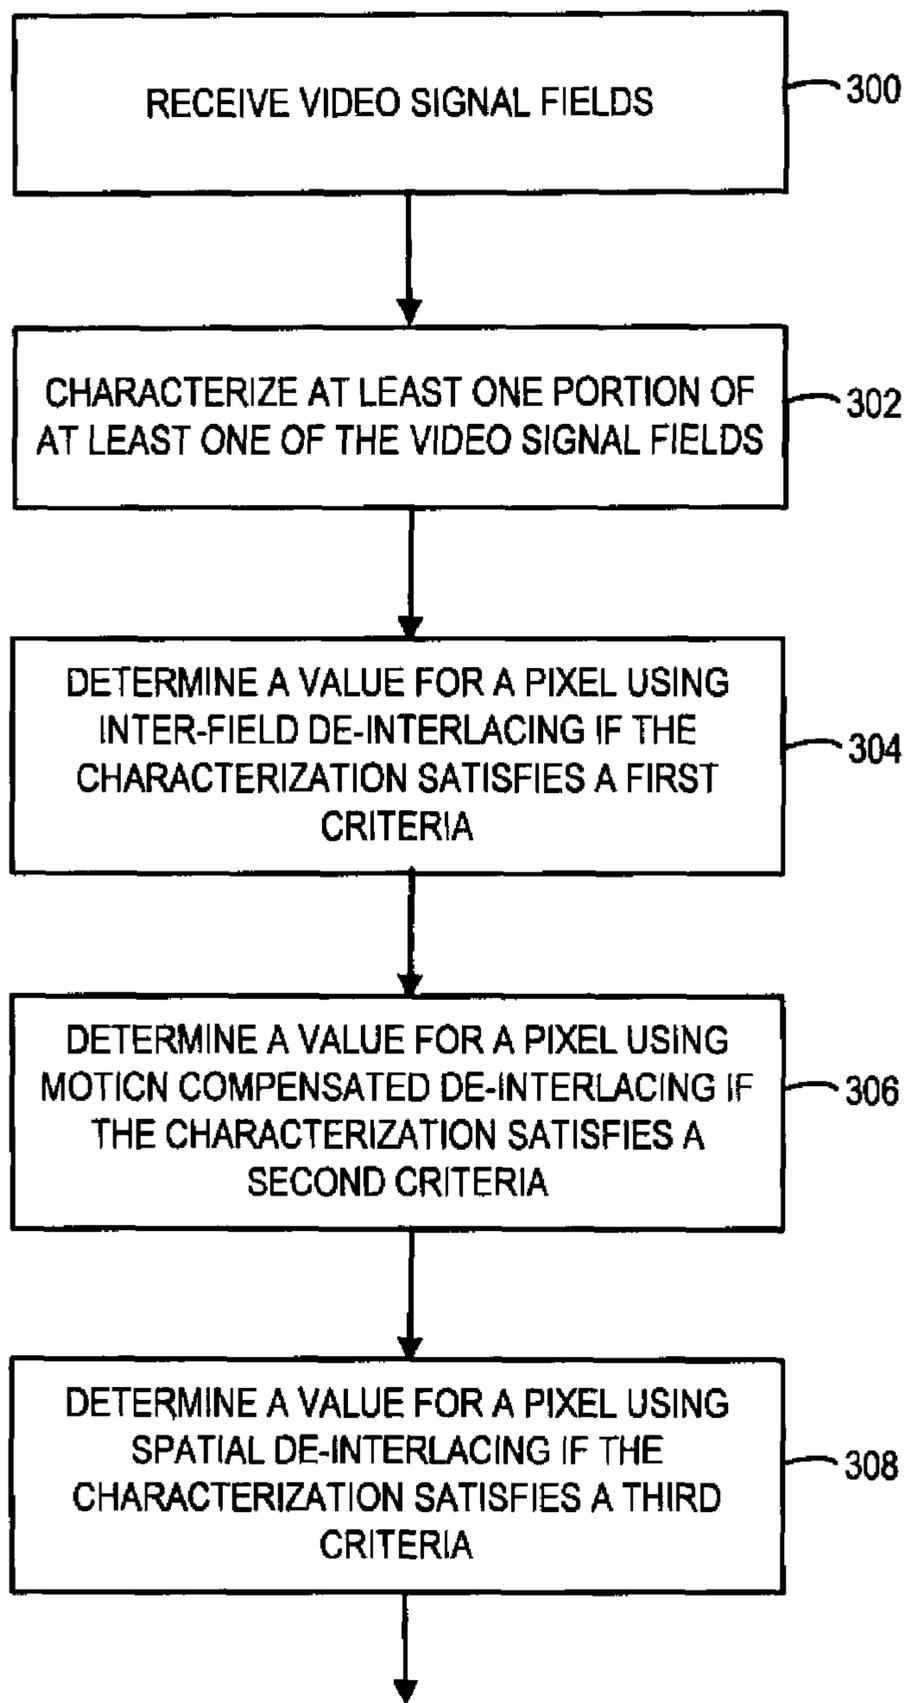 RECEIVE VIDEO SIGNAL FIELDS
300
CHARACTERIZE AT LEAST ONE PORTION OF
AT LEAST ONE OF THE VIDEO SIGNAL FIELDS
302
DETERMINE A VALUE FOR A PIXEL USING
INTER-FIELD DE-INTERLACING IF THE
CHARACTERIZATION SATISFIES A FIRST
CRITERIA
304
DETERMINE A VALUE FOR A PIXEL USING
MOTION COMPENSATED DE-INTERLACING IF
THE CHARACTERIZATION SATISFIES A
SECOND CRITERIA
306
DETERMINE A VALUE FOR A PIXEL USING
SPATIAL DE-INTERLACING IF THE
CHARACTERIZATION SATISFIES A THIRD
CRITERIA
308